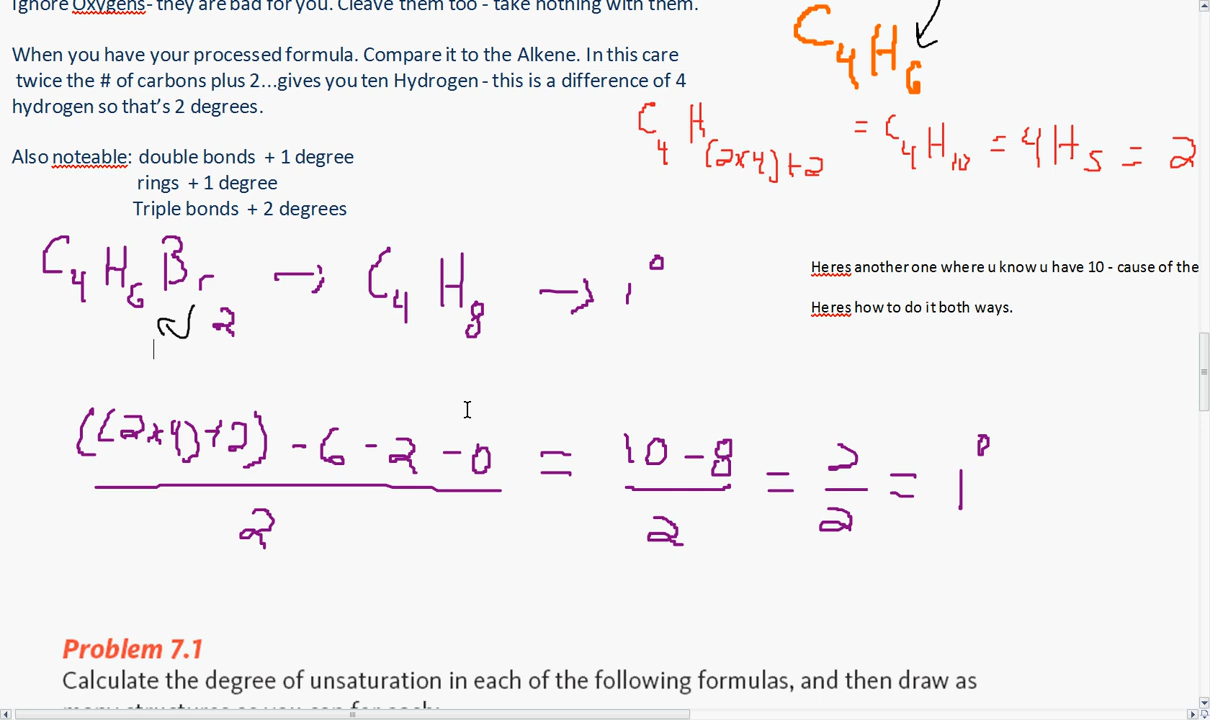 Ignore Oxygens- they are bad for you. Cleave them too - take nothing with them.
When you have your processed formula. Compare it to the Alkene. In this care
twice the # of carbons plus 2...gives you ten Hydrogen - this is a difference of 4
hydrogen so that's 2 degrees.
C4H6
C4H(2x4)+2 = C4H10 = 4H5 = 2
Also noteable: double bonds + 1 degree
rings + 1 degree
Triple bonds + 2 degrees
C4H6Br2 → C4H8 → 1°
Heres another one where u know u have 10 - cause of the
Heres how to do it both ways.
((2x4)+2) - 6 - 2 - 0 / 2 = 10 - 8 / 2 = 2 / 2 = 1°
Problem 7.1
Calculate the degree of unsaturation in each of the following formulas, and then draw as